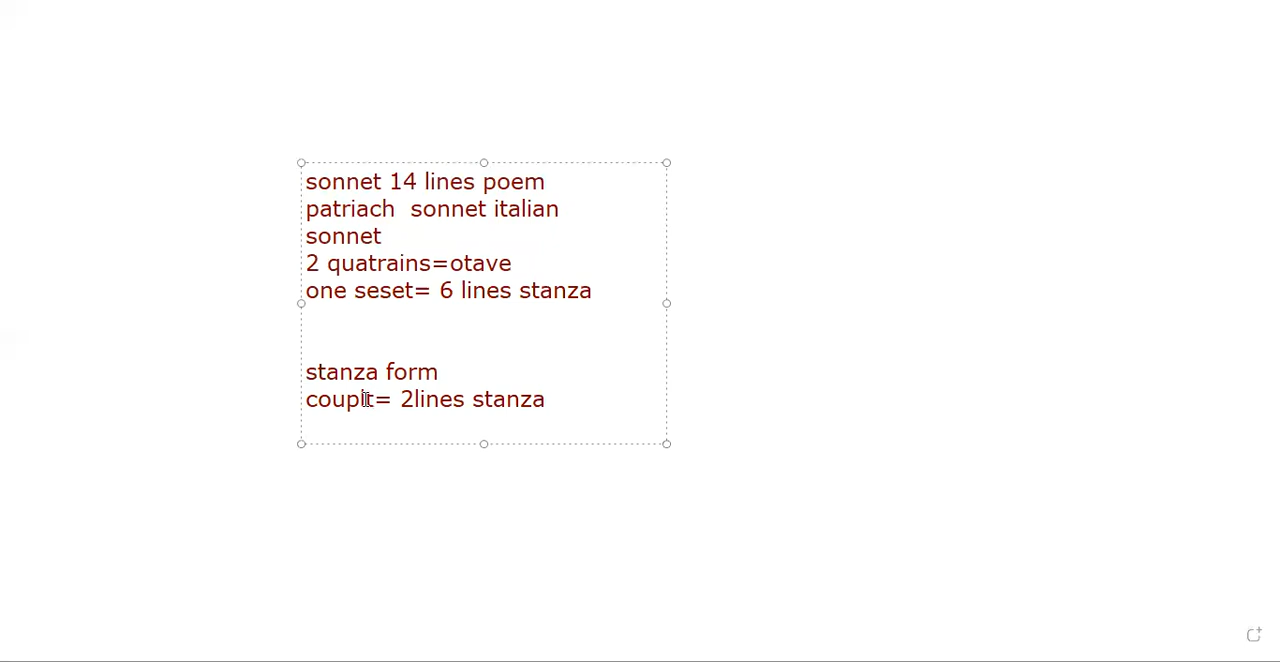 sonnet 14 lines poem
patriach  sonnet italian
sonnet
2 quatrains=otave
one seset= 6 lines stanza
stanza form
couplt= 2lines stanza